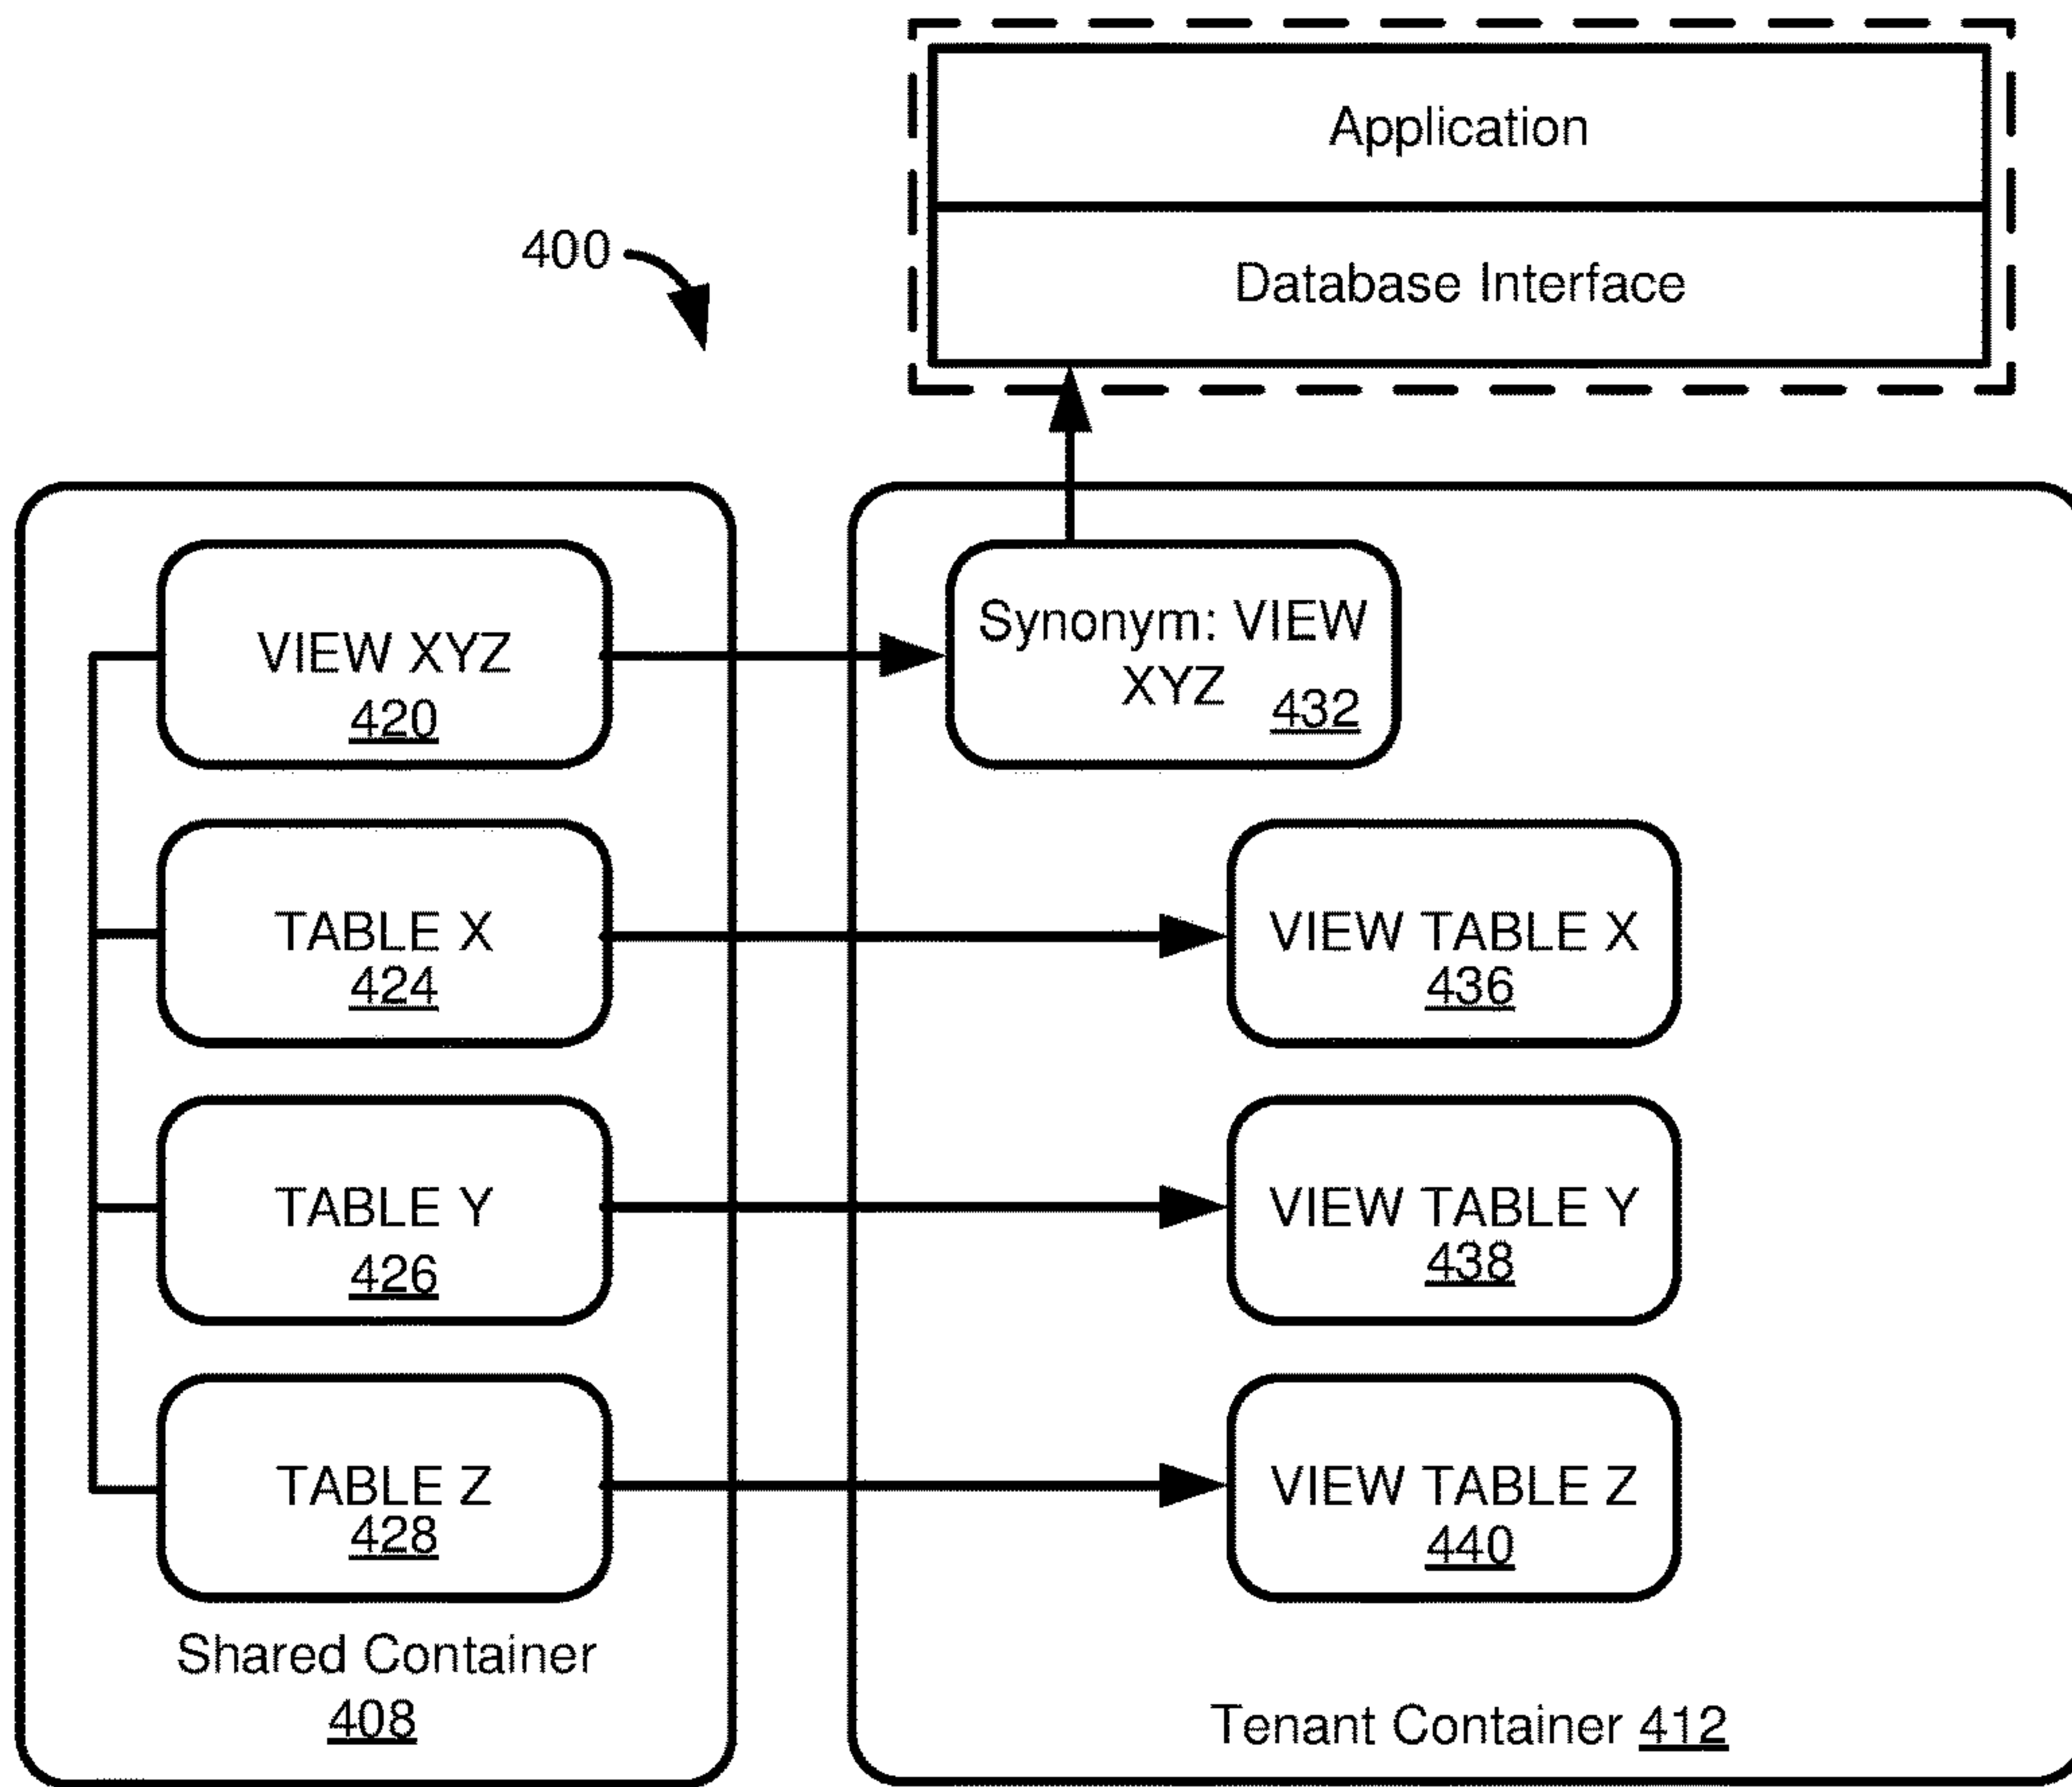 Application
400
Database Interface
VIEW XYZ
420
Synonym: VIEW
XYZ 432
TABLE X
424
VIEW TABLE X
436
TABLE Y
426
VIEW TABLE Y
438
TABLE Z
428
VIEW TABLE Z
440
Shared Container
408
Tenant Container 412